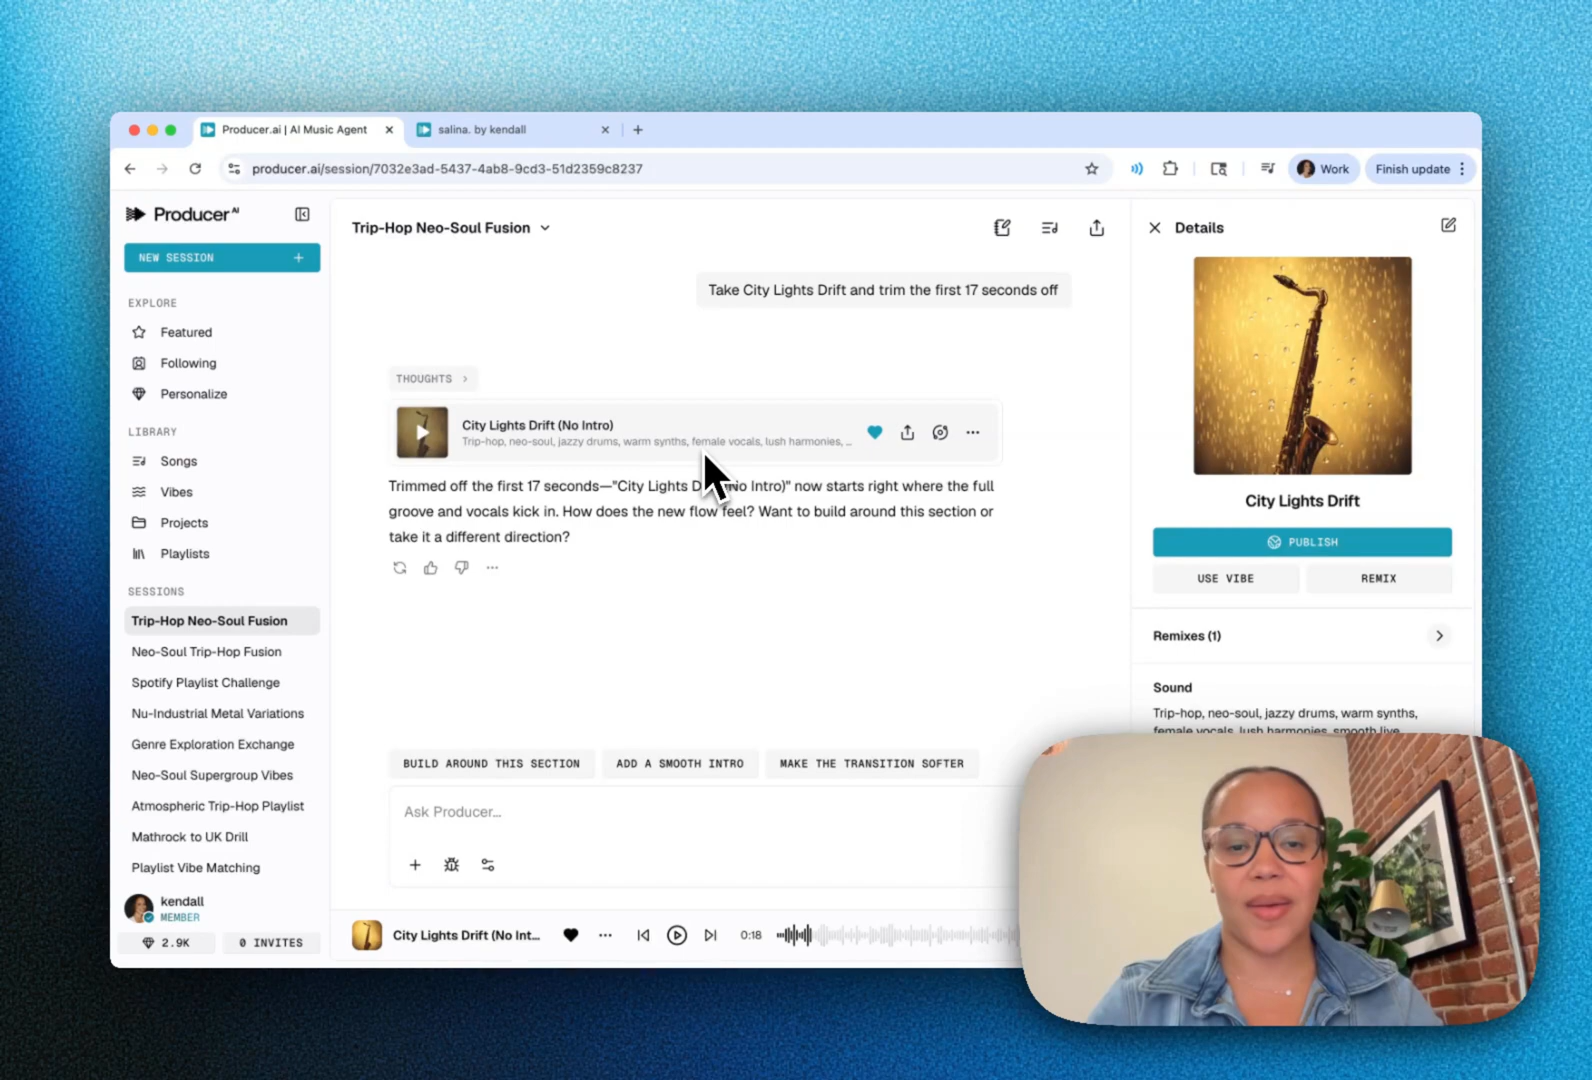 Producer.ai | AI Music Agent
salina. by kendall
producer.ai/session/7032e3ad-5437-4ab8-9cd3-51d2359c8237
Work
Finish update
Producer AI
NEW SESSION
EXPLORE
Featured
Following
Personalize
LIBRARY
Songs
Vibes
Projects
Playlists
SESSIONS
Trip-Hop Neo-Soul Fusion
Neo-Soul Trip-Hop Fusion
Spotify Playlist Challenge
Nu-Industrial Metal Variations
Genre Exploration Exchange
Neo-Soul Supergroup Vibes
Atmospheric Trip-Hop Playlist
Mathrock to UK Drill
Playlist Vibe Matching
kendall
MEMBER
2.9K
0 INVITES
Trip-Hop Neo-Soul Fusion
Take City Lights Drift and trim the first 17 seconds off
THOUGHTS
City Lights Drift (No Intro)
Trip-hop, neo-soul, jazzy drums, warm synths, female vocals, lush harmonies, ...
Trimmed off the first 17 seconds—"City Lights D No Intro)" now starts right where the full
groove and vocals kick in. How does the new flow feel? Want to build around this section or
take it a different direction?
BUILD AROUND THIS SECTION
ADD A SMOOTH INTRO
MAKE THE TRANSITION SOFTER
Ask Producer...
City Lights Drift (No Int...
0:18
Details
City Lights Drift
PUBLISH
USE VIBE
REMIX
Remixes (1)
Sound
Trip-hop, neo-soul, jazzy drums, warm synths,
female vocals, lush harmonies, smooth live